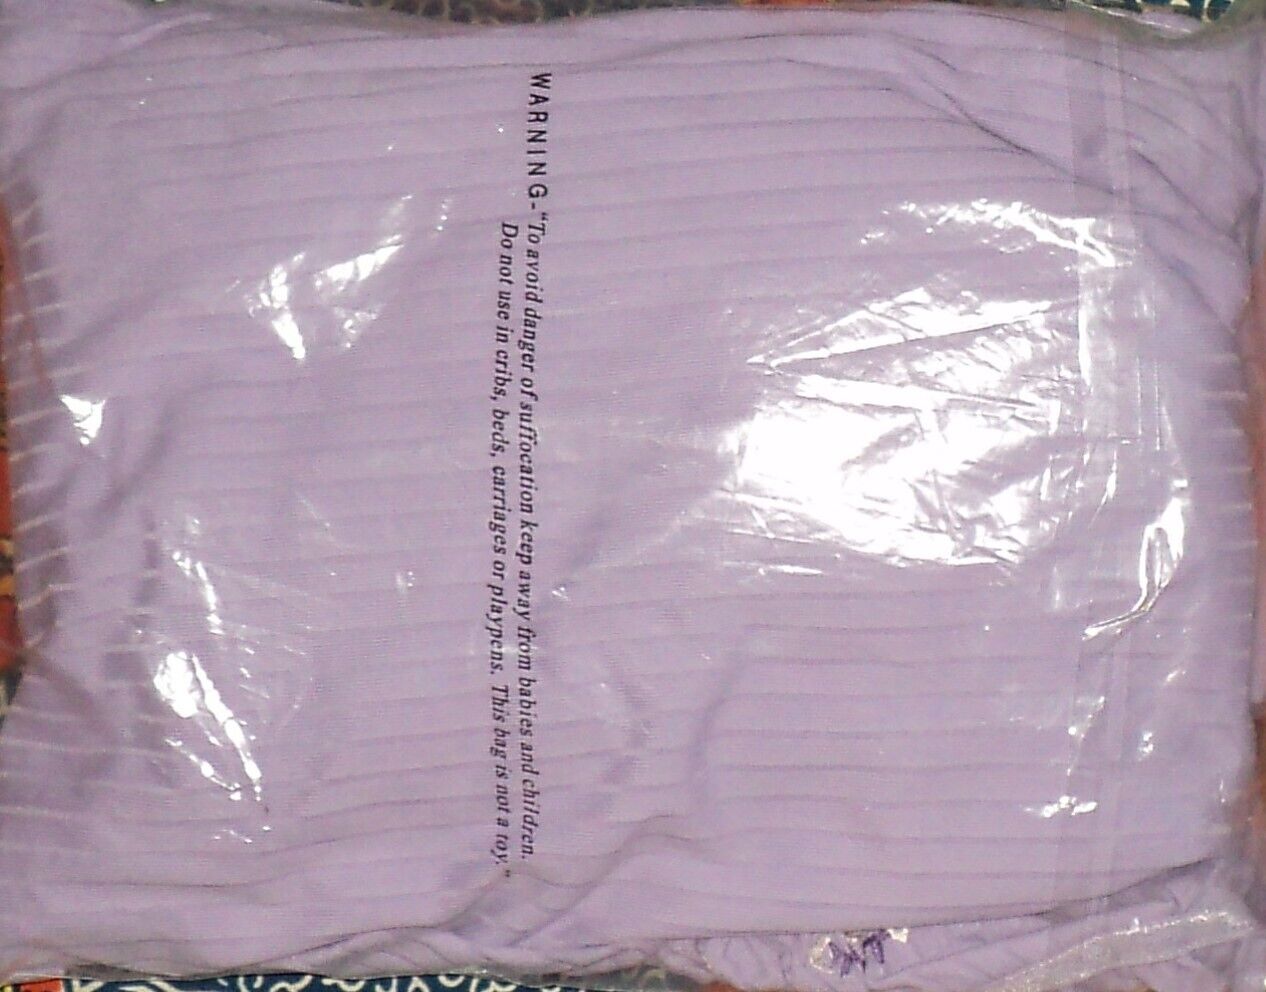 WARNING-"To avoid danger of suffocation keep away from babies and children.
Do not use in cribs, beds, carriages or playpens. This bag is not a toy."